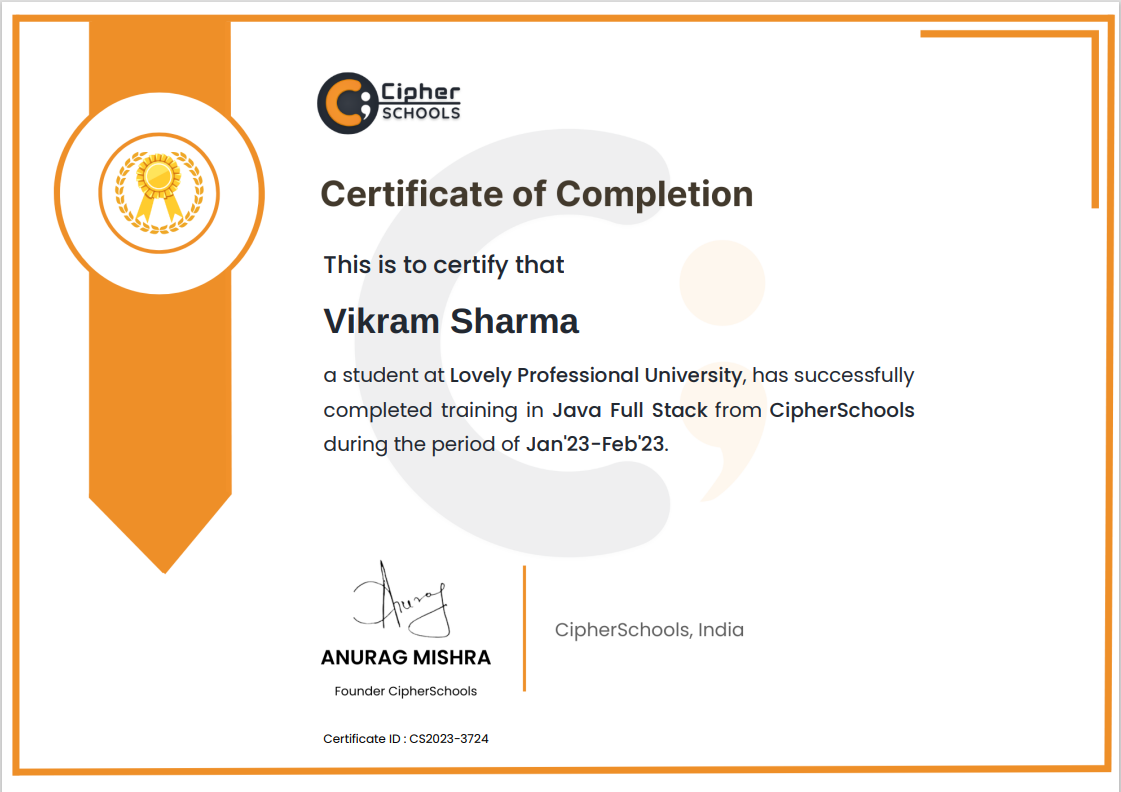 Cipher
SCHOOLS
Certificate of Completion
This is to certify that
Vikram Sharma
a student at Lovely Professional University, has successfully
completed training in Java Full Stack from CipherSchools
during the period of Jan'23-Feb'23.
Anurag
ANURAG MISHRA
Founder CipherSchools
CipherSchools, India
Certificate ID : CS2023-3724